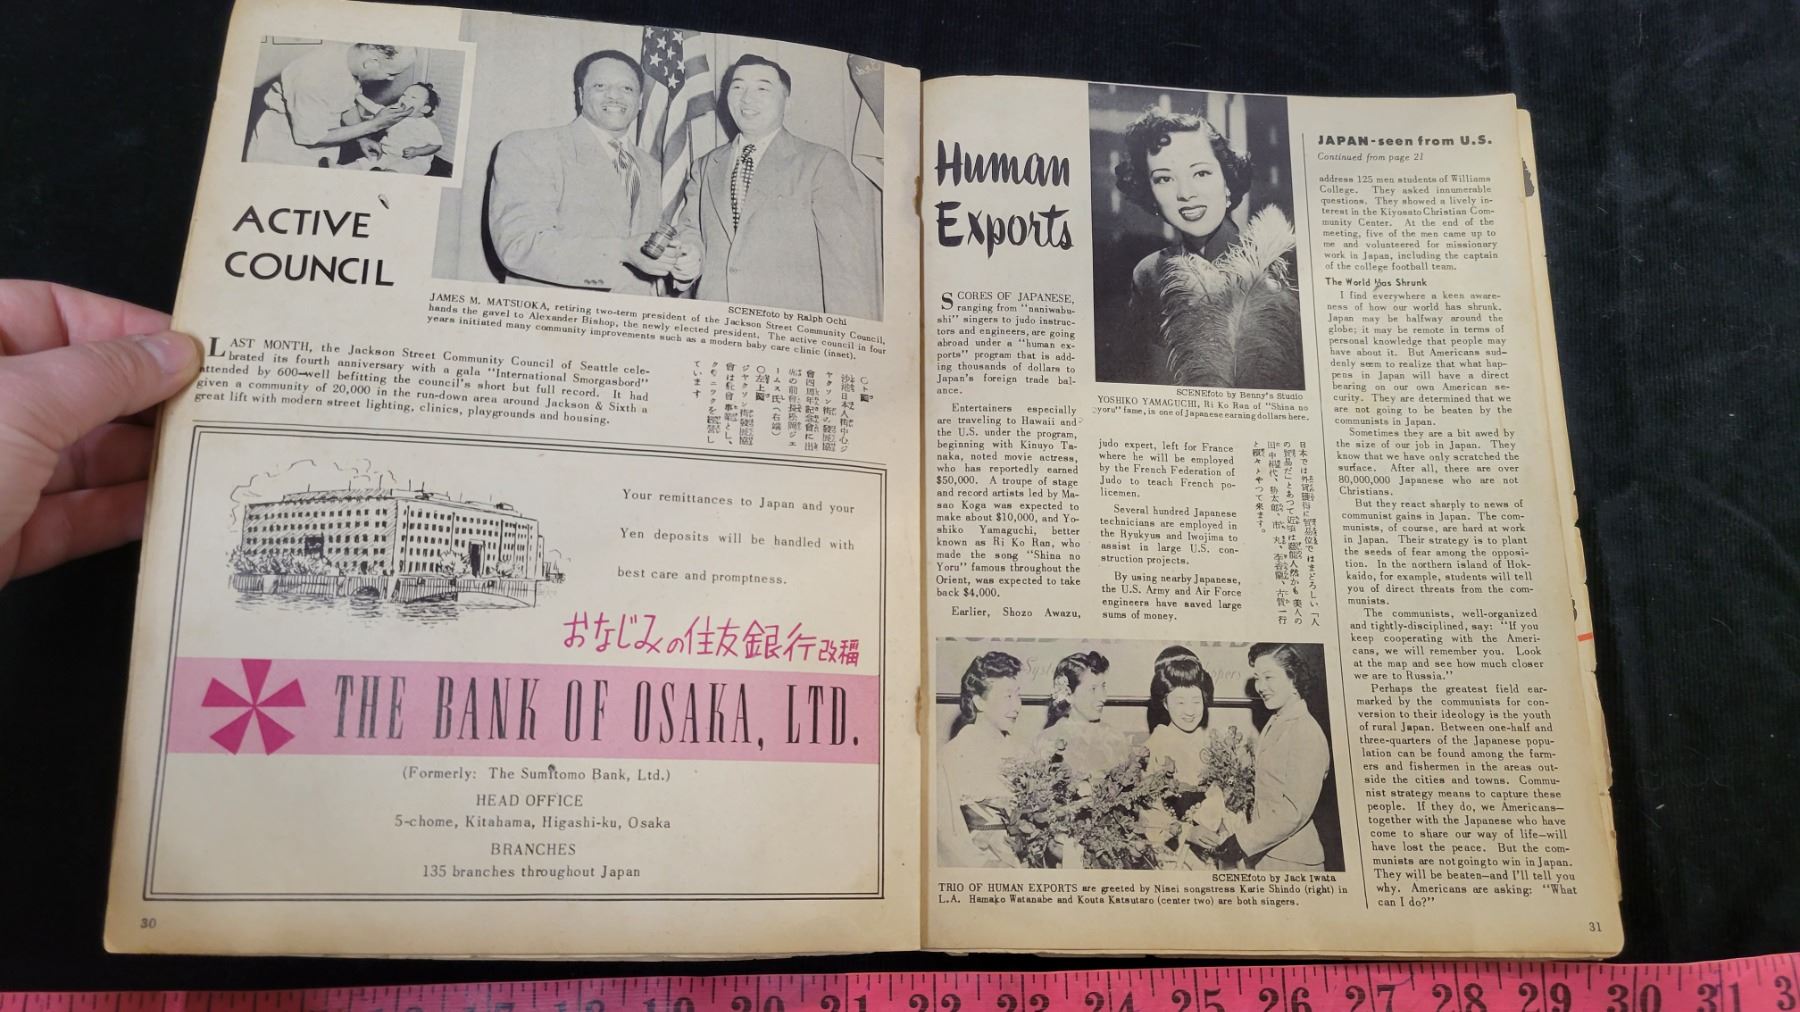 ACTIVE
COUNCIL
SCENEfoto by Ralph Ochi
JAMES M. MATSUOKA, retiring two-term president of the Jackson Street Community Council,
hands the gavel to Alexander Bishop, the newly elected president. The active council in four
years initiated many community improvements such as a modern baby care clinic (inset).
LAST MONTH, the Jackson Street Community Council of Seattle cele-
brated its fourth anniversary with a gala "International Smorgasbord"
attended by 600—well befitting the council's short but full record. It had
given a community of 20,000 in the run-down area around Jackson & Sixth a
great lift with modern street lighting, clinics, playgrounds and housing.
Your remittances to Japan and your
Yen deposits will be handled with
best care and promptness.
おなじみの住友銀行改稱
THE BANK OF OSAKA, LTD.
(Formerly: The Sumitomo Bank, Ltd.)
HEAD OFFICE
5-chome, Kitahama, Higashi-ku, Osaka
BRANCHES
135 branches throughout Japan
30
Human
Exports
SCORES OF JAPANESE,
ranging from "naniwabu-
shi" singers to judo instruc-
tors and engineers, are going
abroad under a "human ex-
ports" program that is add-
ing thousands of dollars to
Japan's foreign trade bal-
ance.
Entertainers especially
are traveling to Hawaii and
the U.S. under the program,
beginning with Kinuyo Ta-
naka, noted movie actress,
who has reportedly earned
$50,000. A troupe of stage
and record artists led by Ma-
sao Koga was expected to
make about $10,000, and Yo-
shiko Yamaguchi, better
known as Ri Ko Ran, who
made the song "Shina no
Yoru" famous throughout the
Orient, was expected to take
back $4,000.
Earlier, Shozo Awazu,
SCENEfoto by Benny's Studio
YOSHIKO YAMAGUCHI, Ri Ko Ran of "Shina no
yoru" fame, is one of Japanese earning dollars here.
judo expert, left for France
where he will be employed
by the French Federation of
Judo to teach French po-
licemen.
Several hundred Japanese
technicians are employed in
the Ryukyus and Iwojima to
assist in large U.S. con-
struction projects.
By using nearby Japanese,
the U.S. Army and Air Force
engineers have saved large
sums of money.
SCENEfoto by Jack Iwata
TRIO OF HUMAN EXPORTS are greeted by Nisei songstress Karie Shindo (right) in
L.A. Hamako Watanabe and Kouta Katsutaro (center two) are both singers.
JAPAN-seen from U.S.
Continued from page 21
address 125 men students of Williams
College. They asked innumerable
questions. They showed a lively in-
terest in the Kiyosato Christian Com-
munity Center. At the end of the
meeting, five of the men came up to
me and volunteered for missionary
work in Japan, including the captain
of the college football team.
The World Has Shrunk
I find everywhere a keen aware-
ness of how our world has shrunk.
Japan may be halfway around the
globe; it may be remote in terms of
personal knowledge that people may
have about it. But Americans sud-
denly seem to realize that what hap-
pens in Japan will have a direct
bearing on our own American se-
curity. They are determined that we
are not going to be beaten by the
communists in Japan.
Sometimes they are a bit awed by
the size of our job in Japan. They
know that we have only scratched the
surface. After all, there are over
80,000,000 Japanese who are not
Christians.
But they react sharply to news of
communist gains in Japan. The com-
munists, of course, are hard at work
in Japan. Their strategy is to plant
the seeds of fear among the opposi-
tion. In the northern island of Hok-
kaido, for example, students will tell
you of direct threats from the com-
munists.
The communists, well-organized
and tightly-disciplined, say: "If you
keep cooperating with the Ameri-
cans, we will remember you. Look
at the map and see how much closer
we are to Russia."
Perhaps the greatest field ear-
marked by the communists for con-
version to their ideology is the youth
of rural Japan. Between one-half and
three-quarters of the Japanese popu-
lation can be found among the farm-
ers and fishermen in the areas out-
side the cities and towns. Commu-
nist strategy means to capture these
people. If they do, we Americans—
together with the Japanese who have
come to share our way of life—will
have lost the peace. But the com-
munists are not going to win in Japan.
They will be beaten—and I'll tell you
why. Americans are asking: "What
can I do?"
31
17 18 19 20 21 22 23 24 25 26 27 28 29 30 31 3